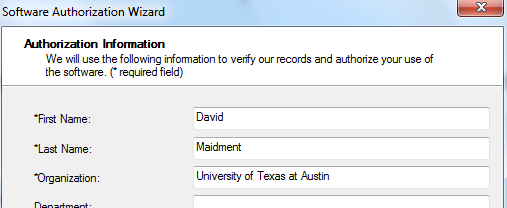 Software Authorization Wizard
Authorization Information
We will use the following information to verify our records and authorize your use of
the software. (* required field)
*First Name: David
*Last Name: Maidment
*Organization: University of Texas at Austin
Department: